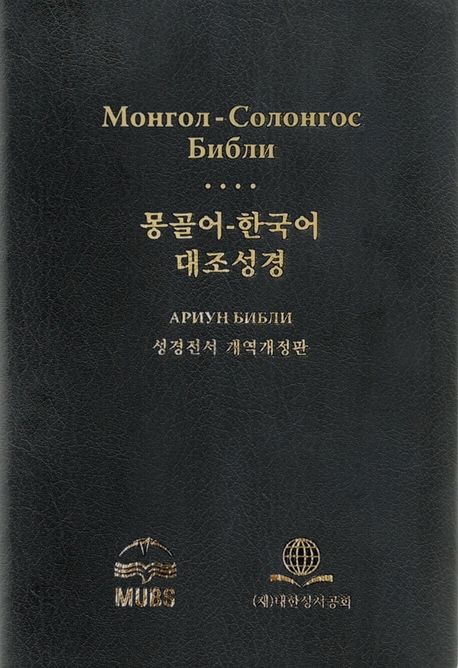 Монгол-Солонгос
Библи
몽골어-한국어
대조성경
АРИУН БИБЛИ
성경전서 개역개정판
MUBS
(재)대한성서공회